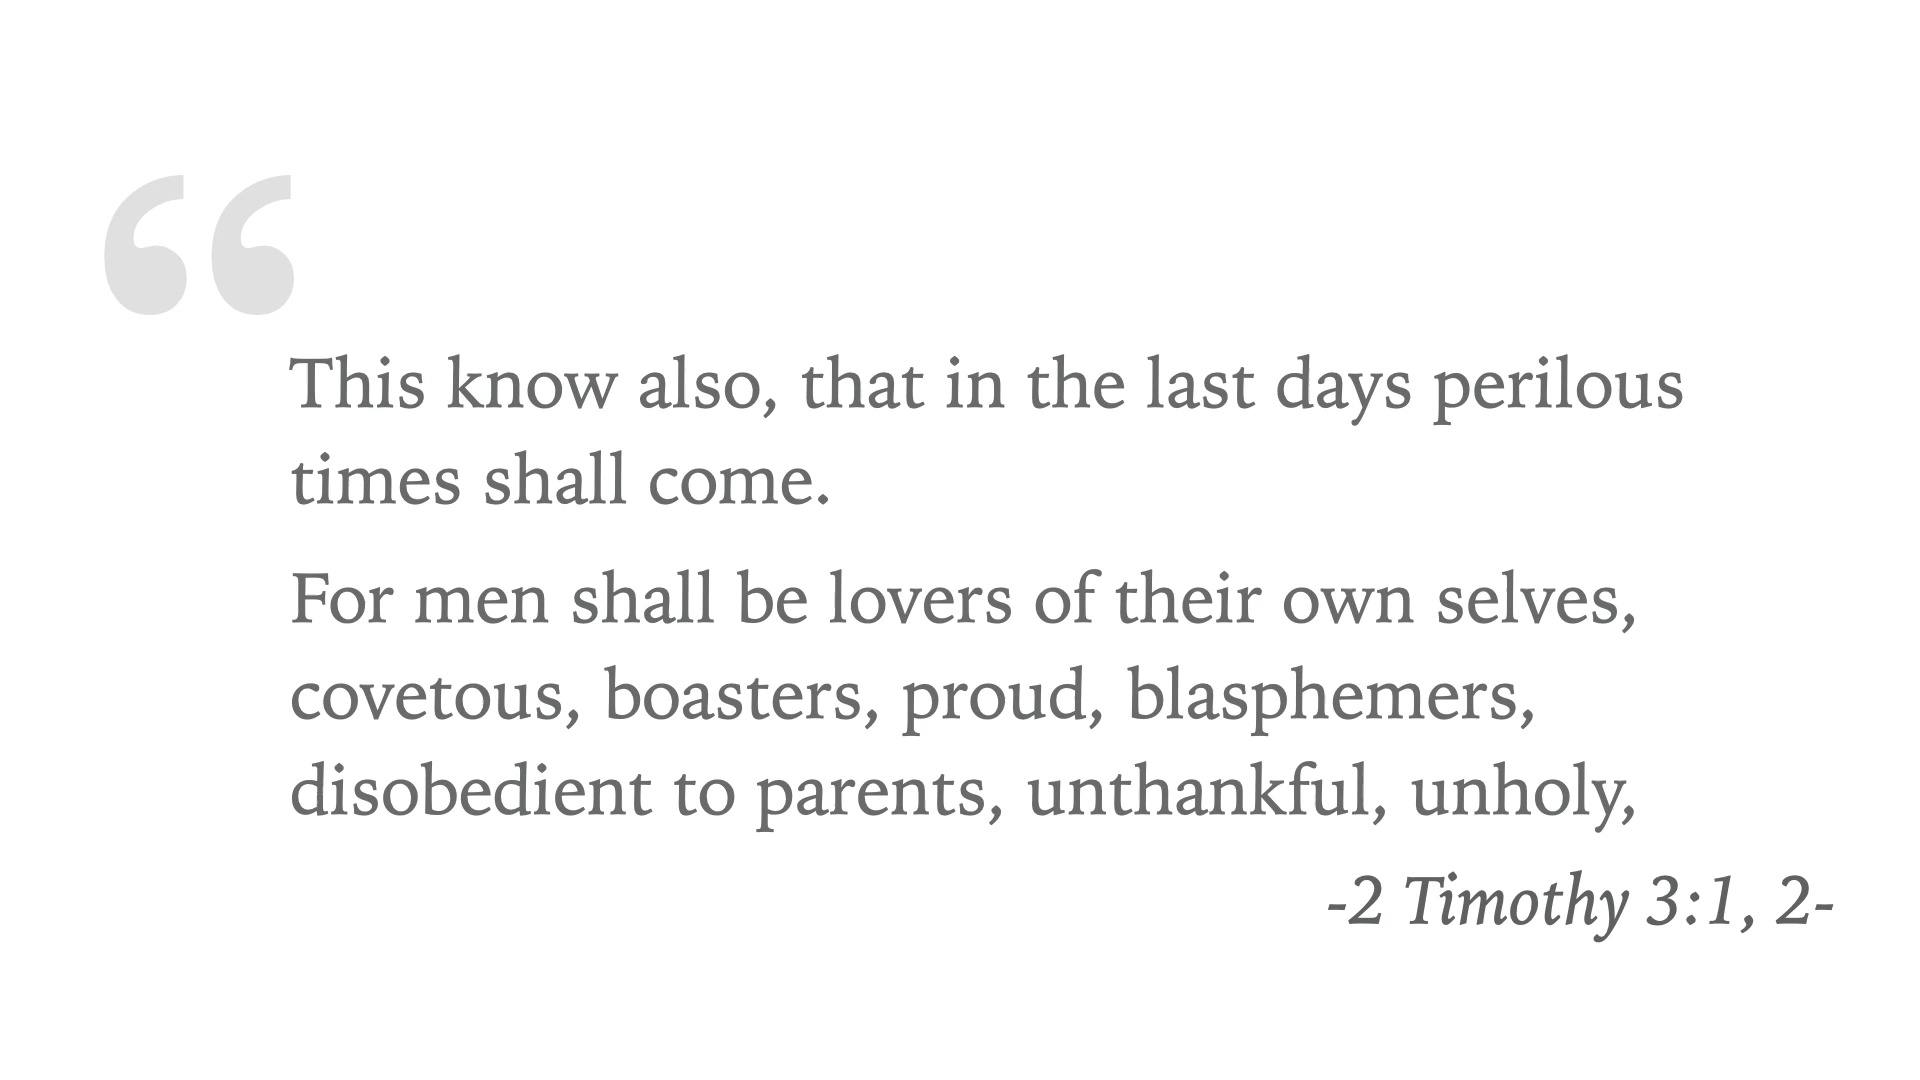 “
This know also, that in the last days perilous
times shall come.
For men shall be lovers of their own selves,
covetous, boasters, proud, blasphemers,
disobedient to parents, unthankful, unholy,
-2 Timothy 3:1, 2-